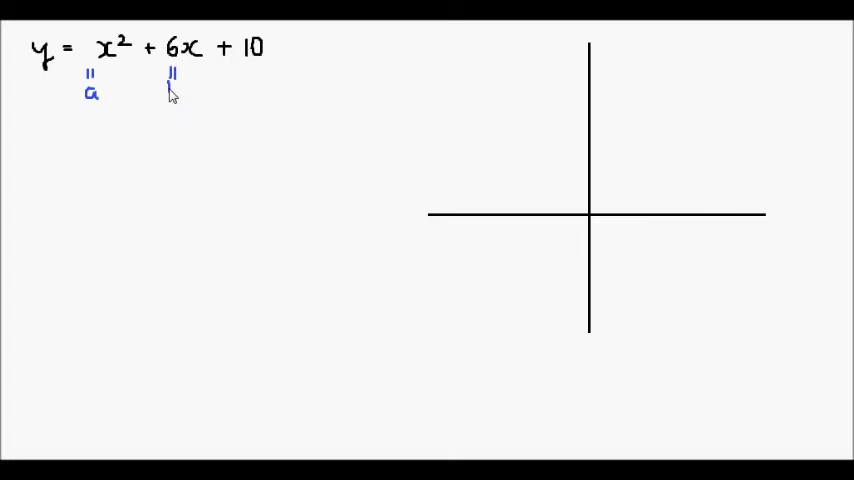 y = x² + 6x + 10
a